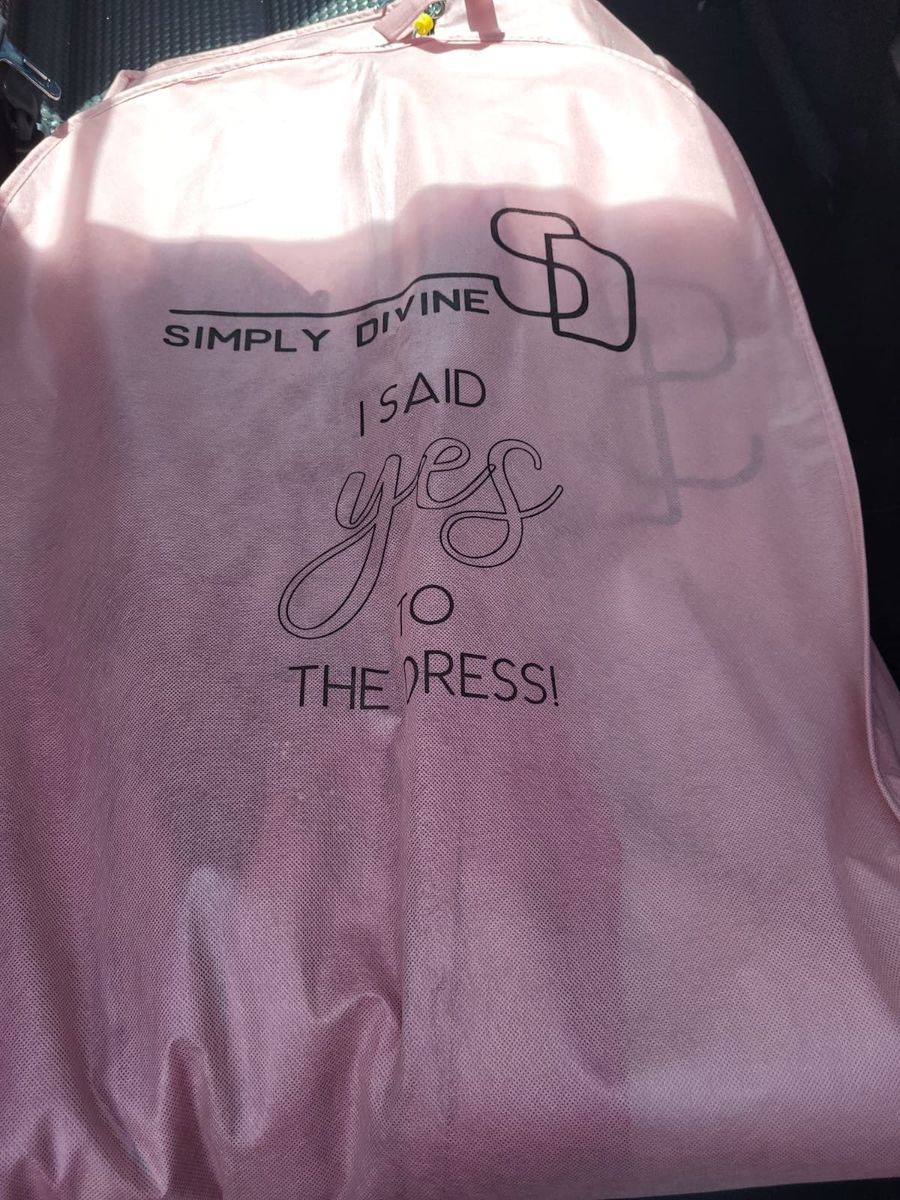 SD
SIMPLY DIVINE
I SAID
yes
TO
THE DRESS!